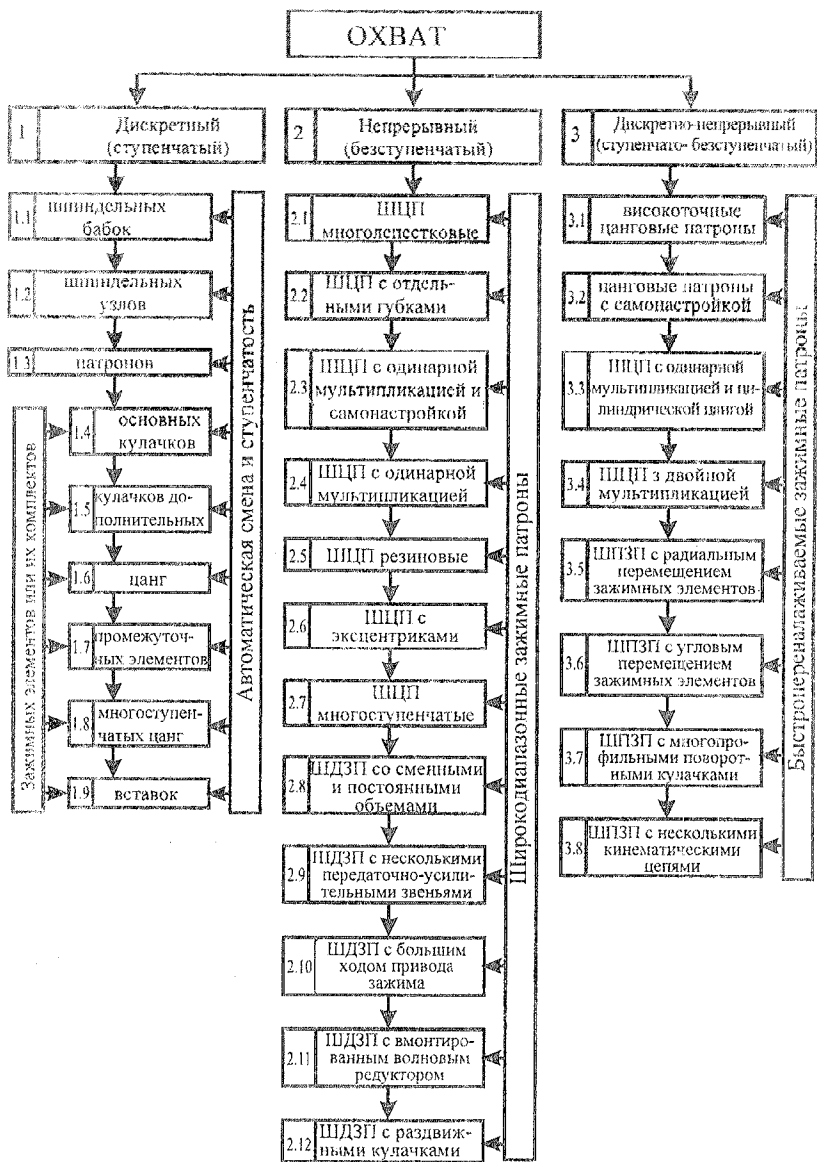 ОХВАТ
1
Дискретный
(ступенчатый)
2
Непрерывный
(безступенчатый)
3
Дискретно-непрерывный
(ступенчато- безступенчатый)
1.1
шпиндельных
бабок
1.2
шпиндельных
узлов
1.3
патронов
1.4
основных
кулачков
1.5
кулачков до-
полнительных
1.6
цанг
1.7
промежуточ-
ных элементов
1.8
многоступен-
чатых цанг
1.9
вставок
Зажимных элементов или их комплектов
Автоматическая смена и ступенчатость
2.1
ШЦП
многолепестковые
2.2
ШЦП с отдель-
ными губками
2.3
ШЦП с одинарной
мультипликацией и
самонастройкой
2.4
ШЦП с одинарной
мультипликацией
2.5
ШЦП резиновые
2.6
ШЦП с
эксцентриками
2.7
ШЦП
многоступенчатые
2.8
ШДЗП со сменными
и постоянными
объемами
2.9
ШДЗП с несколькими
передаточно-усили-
тельными звеньями
2.10
ШДЗП с большим
ходом привода
зажима
2.11
ШДЗП с вмонтиро-
ванным волновым
редуктором
2.12
ШДЗП с раздвиж-
ными кулачками
Широкодиапазонные зажимные патроны
3.1
високоточные
цанговые патроны
3.2
цанговые патроны
с самонастройкой
3.3
ШЦП с одинарной
мультипликацией и ци-
линдрической цангой
3.4
ШЦП з двойной
мультипликацией
3.5
ШПЗП с радиальным
перемещением
зажимных элементов
3.6
ШПЗП с угловым
перемещением
зажимных элементов
3.7
ШПЗП с многопро-
фильными поворот-
ными кулачками
3.8
ШПЗП с несколькими
кинематическими
цепями
Быстропереналаживаемые зажимные патроны